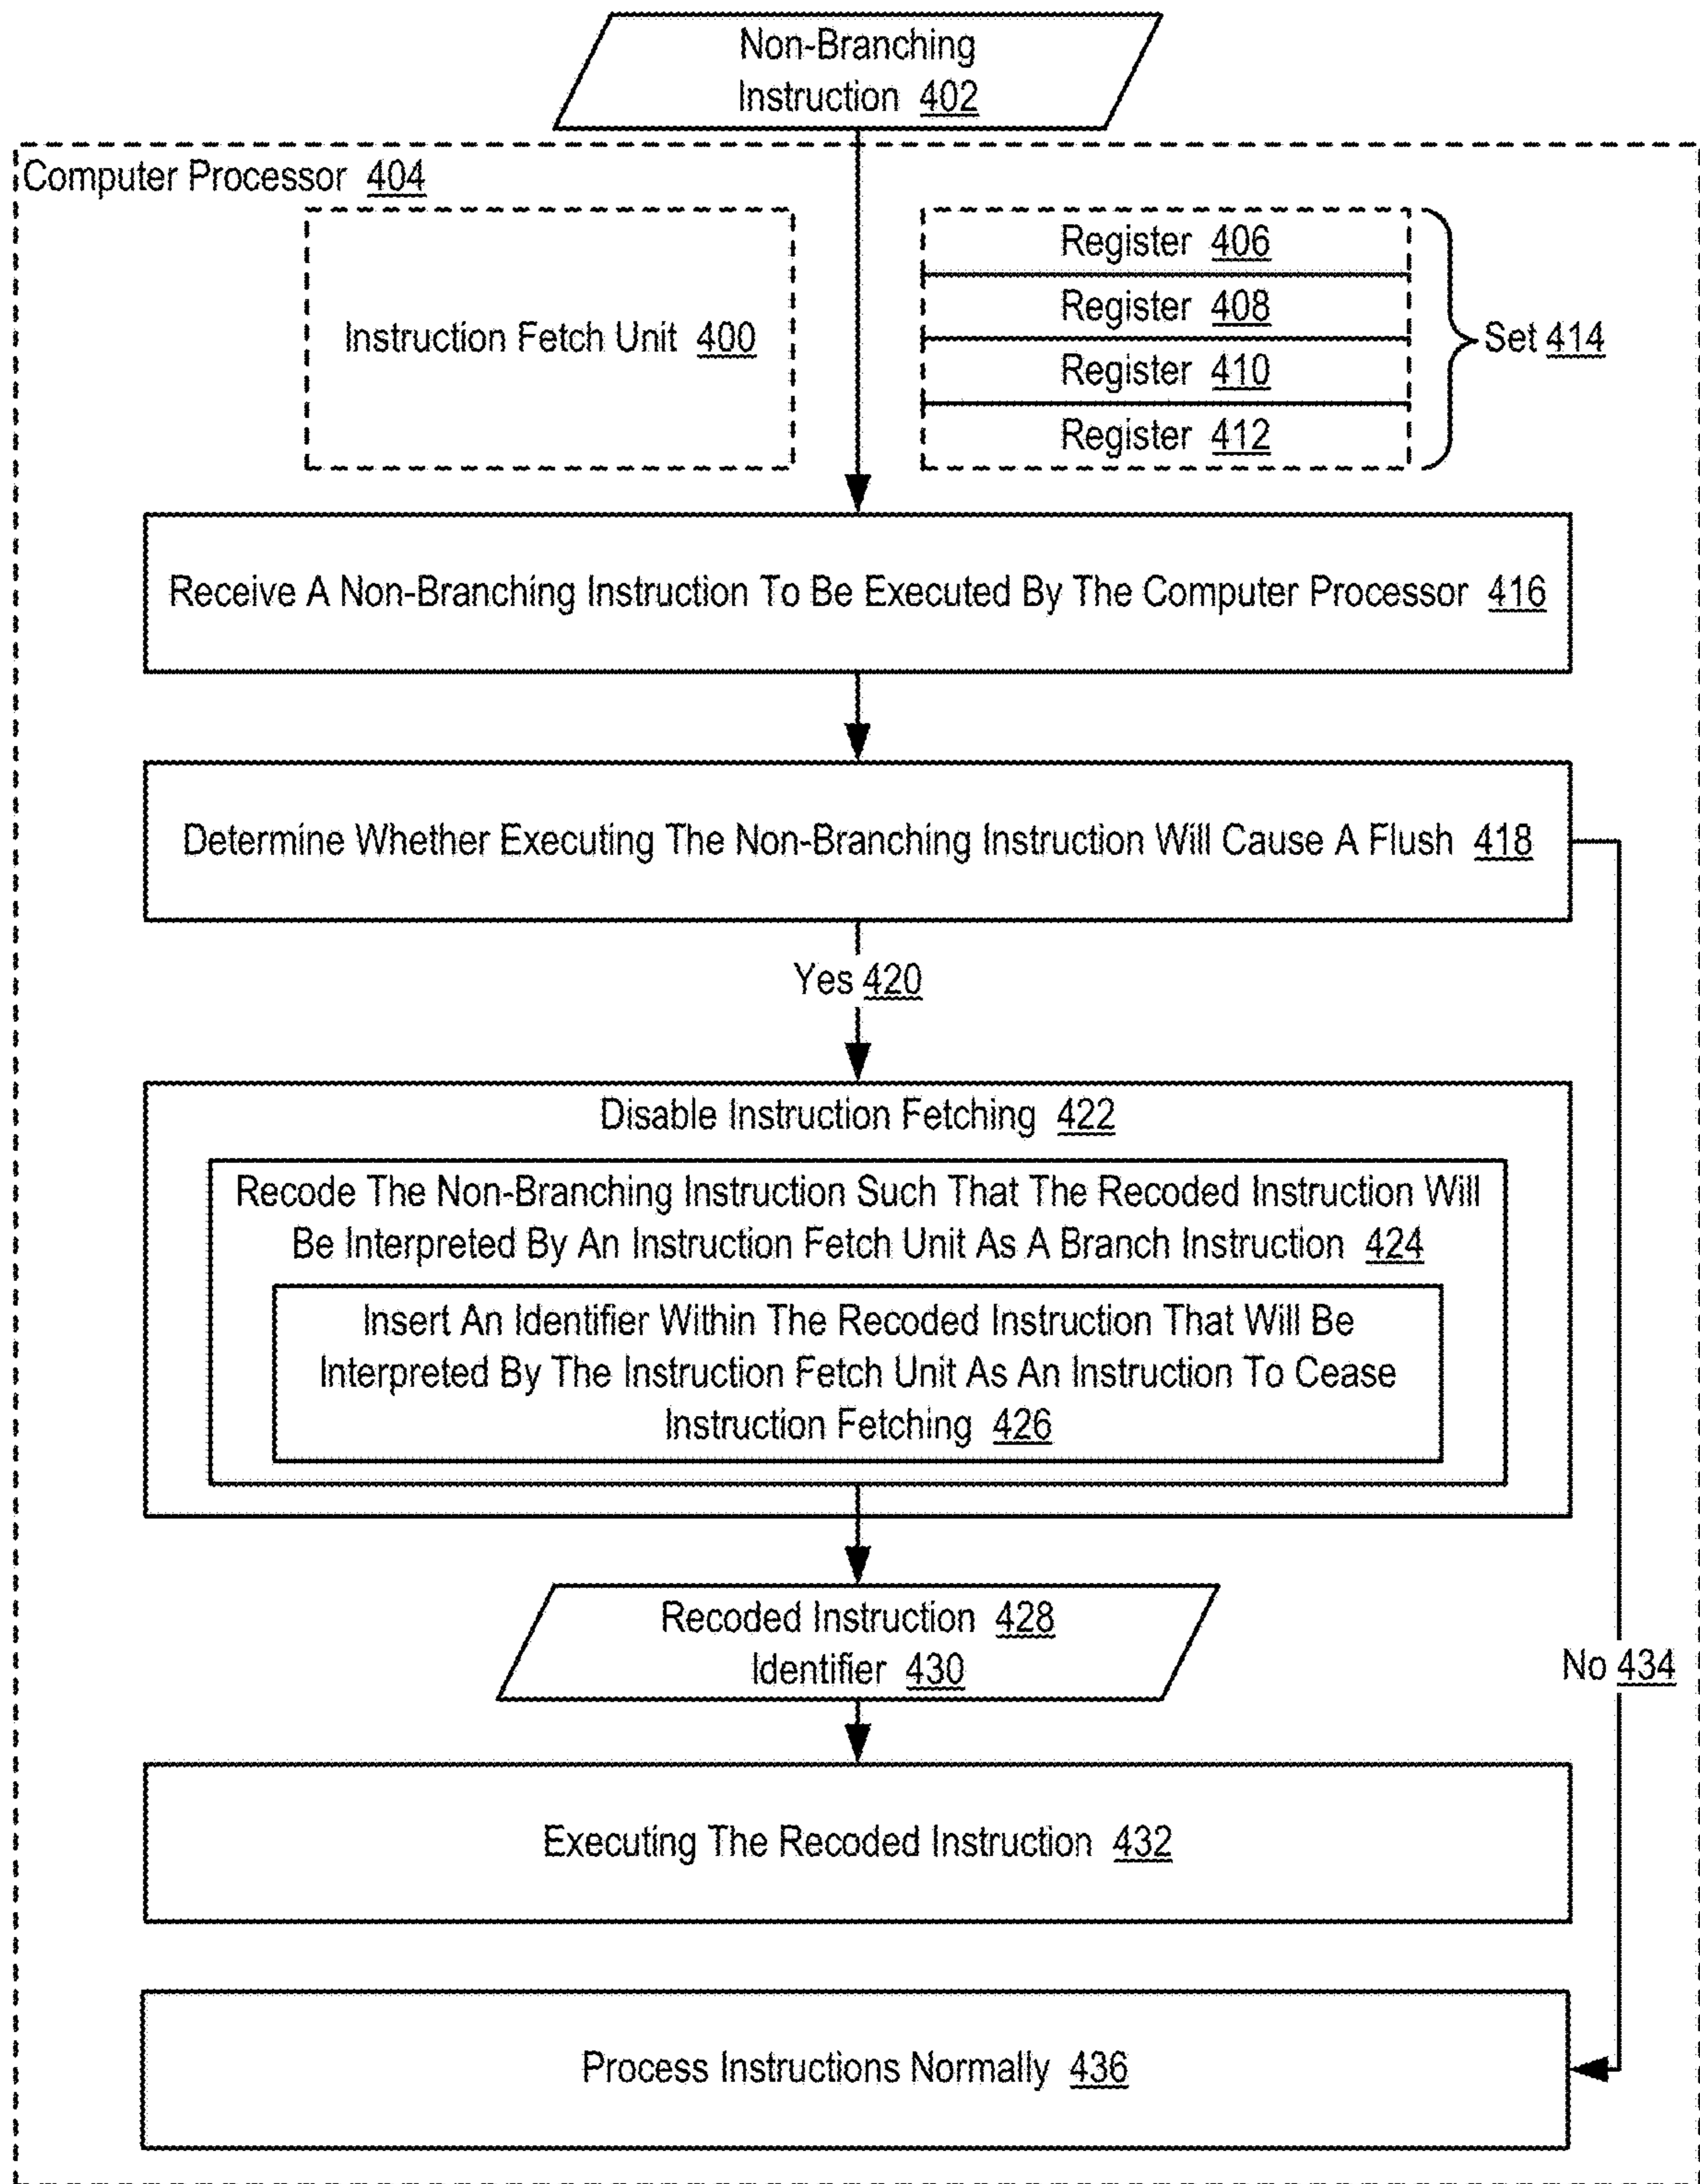 Non-Branching
Instruction 402
Computer Processor 404
Instruction Fetch Unit 400
Register 406
Register 408
Register 410
Register 412
Set 414
Receive A Non-Branching Instruction To Be Executed By The Computer Processor 416
Determine Whether Executing The Non-Branching Instruction Will Cause A Flush 418
Yes 420
Disable Instruction Fetching 422
Recode The Non-Branching Instruction Such That The Recoded Instruction Will
Be Interpreted By An Instruction Fetch Unit As A Branch Instruction 424
Insert An Identifier Within The Recoded Instruction That Will Be
Interpreted By The Instruction Fetch Unit As An Instruction To Cease
Instruction Fetching 426
Recoded Instruction 428
Identifier 430
No 434
Executing The Recoded Instruction 432
Process Instructions Normally 436